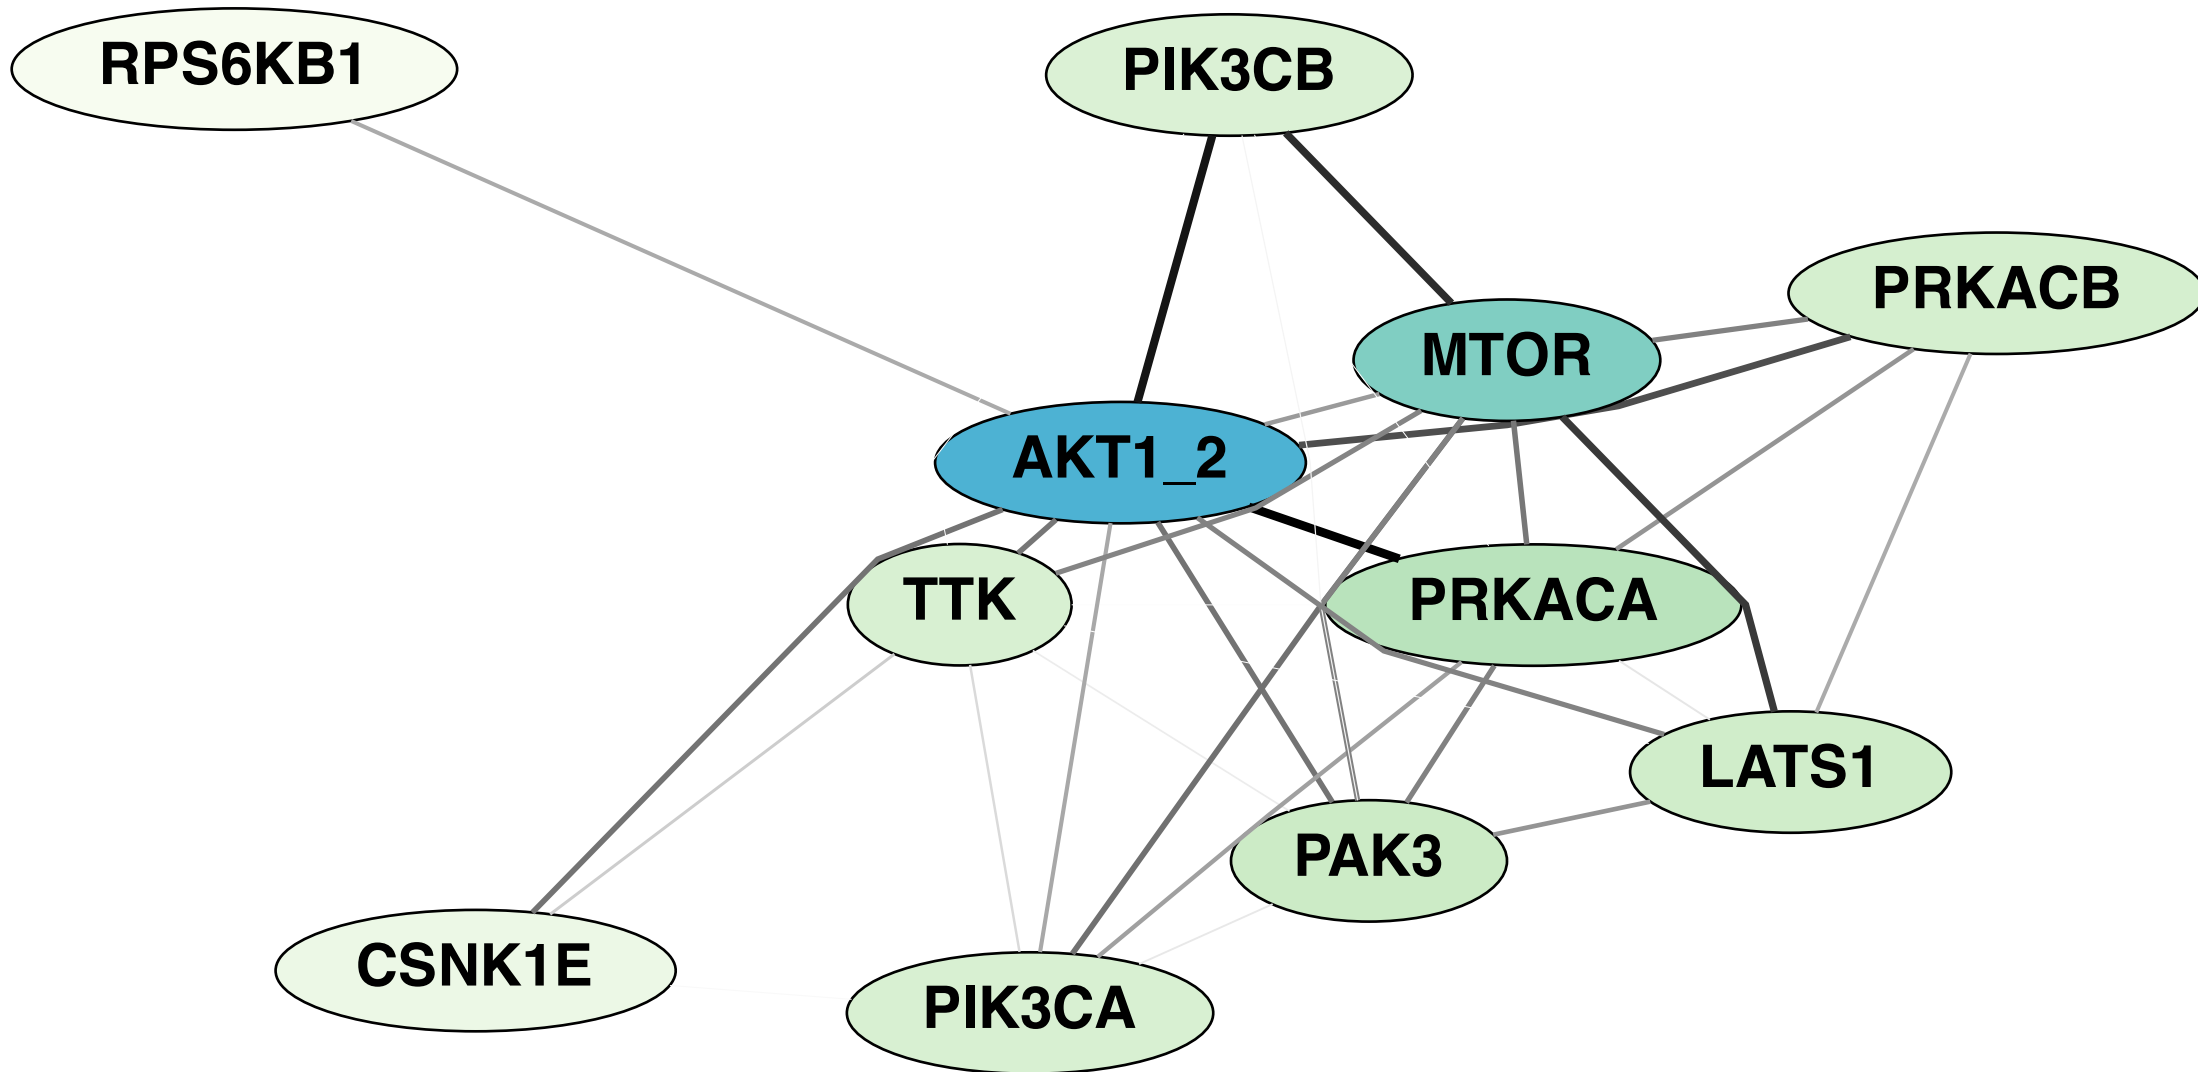 RPS6KB1
PIK3CB
PRKACB
MTOR
AKT1_2
TTK
PRKACA
LATS1
PAK3
CSNK1E
PIK3CA